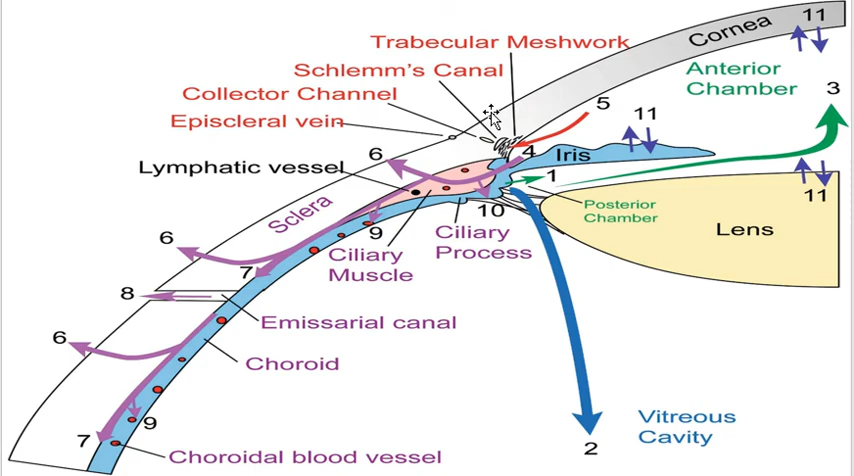 11
Cornea
Trabecular Meshwork
Anterior
Chamber
3
Schlemm's Canal
Collector Channel
5
11
Episcleral vein
6
4
Iris
Lymphatic vessel
1
11
Sclera
10
Posterior
Chamber
9
Ciliary
Process
Lens
6
Ciliary
Muscle
7
8
Emissarial canal
6
Choroid
9
7
Vitreous
Cavity
2
Choroidal blood vessel